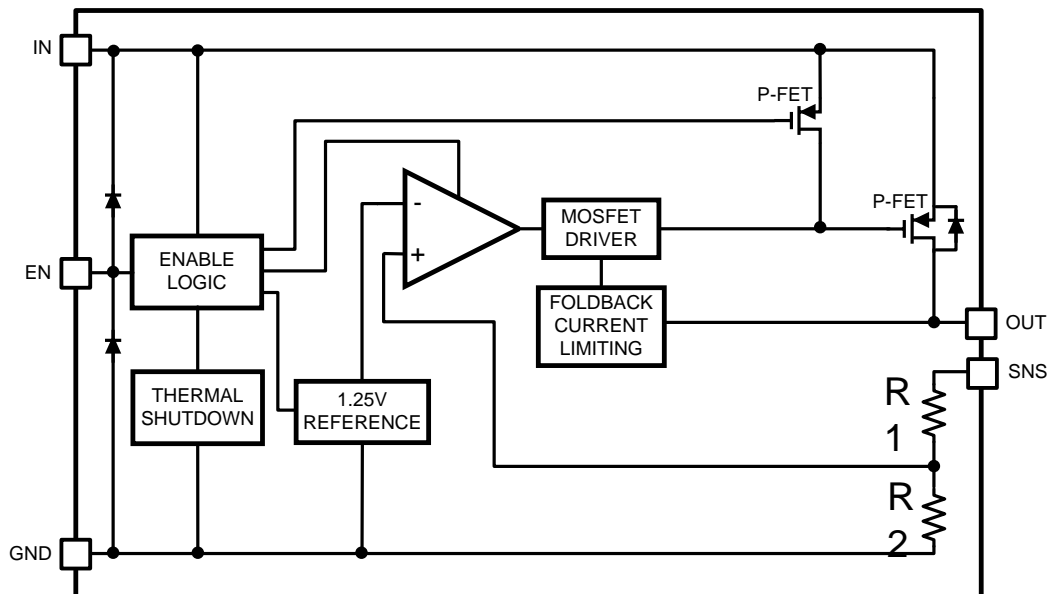 IN
P-FET
P-FET
-
+
MOSFET
DRIVER
EN
ENABLE
LOGIC
FOLDBACK
CURRENT
LIMITING
OUT
SNS
THERMAL
SHUTDOWN
1.25V
REFERENCE
R
1
R
2
GND